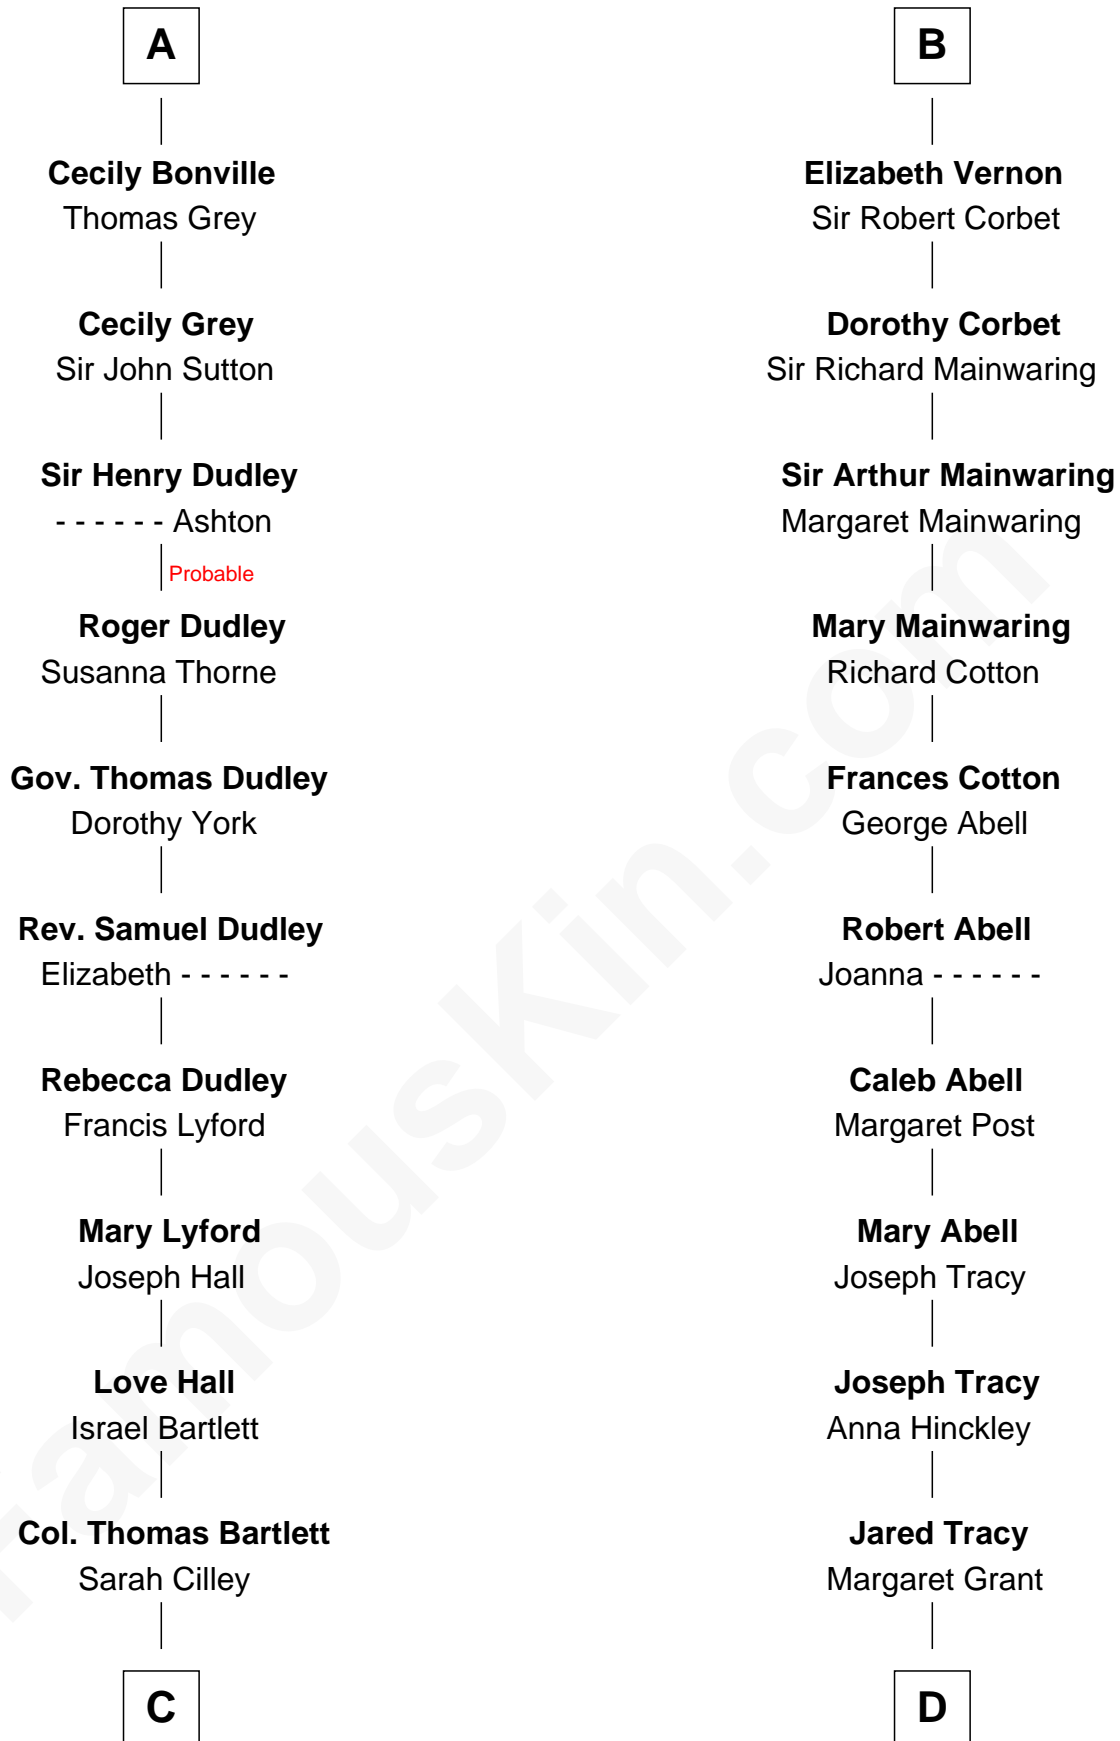 A
Cecily Bonville
Thomas Grey
Cecily Grey
Sir John Sutton
Sir Henry Dudley
- - - - - - Ashton
Probable
Roger Dudley
Susanna Thorne
Gov. Thomas Dudley
Dorothy York
Rev. Samuel Dudley
Elizabeth - - - - - -
Rebecca Dudley
Francis Lyford
Mary Lyford
Joseph Hall
Love Hall
Israel Bartlett
Col. Thomas Bartlett
Sarah Cilley
C
B
Elizabeth Vernon
Sir Robert Corbet
Dorothy Corbet
Sir Richard Mainwaring
Sir Arthur Mainwaring
Margaret Mainwaring
Mary Mainwaring
Richard Cotton
Frances Cotton
George Abell
Robert Abell
Joanna - - - - - -
Caleb Abell
Margaret Post
Mary Abell
Joseph Tracy
Joseph Tracy
Anna Hinckley
Jared Tracy
Margaret Grant
D
FamousKin.com